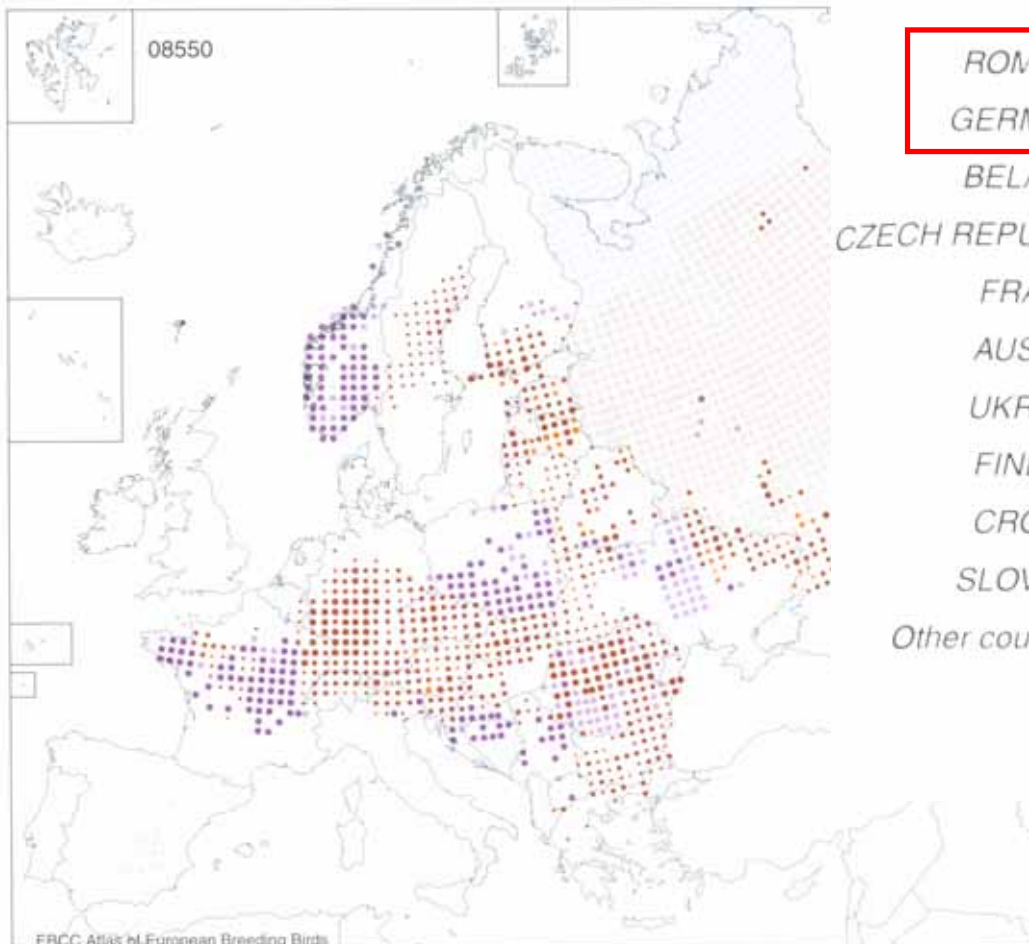 08550
ROM
GERM
BELA
CZECH REPU
FRA
AUS
UKR
FIN
CRO
SLOV
Other cou
EBCC Atlas of European Breeding Birds